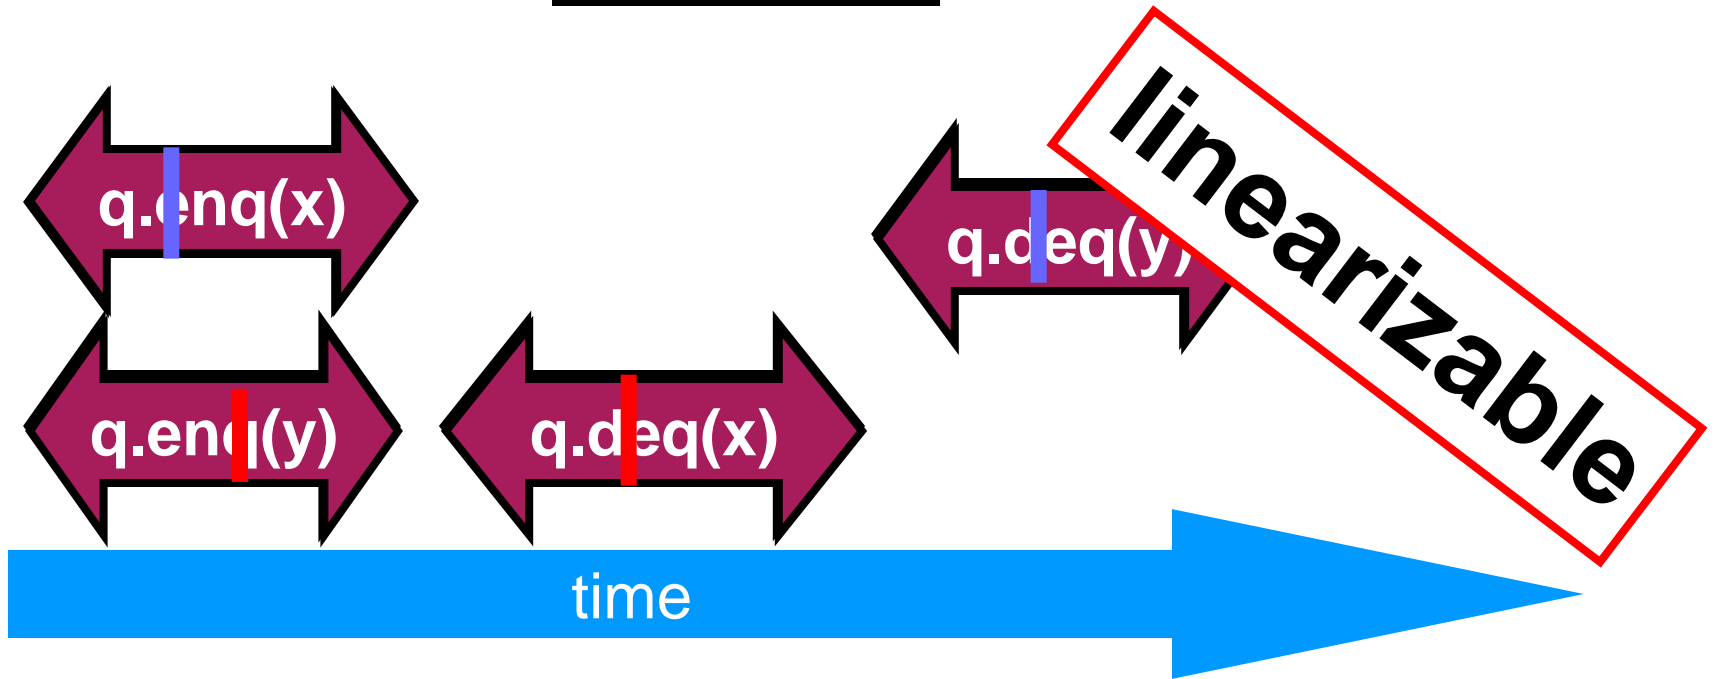 q.enq(x)
q.deq(y)
linearizable
q.enq(y)
q.deq(x)
time